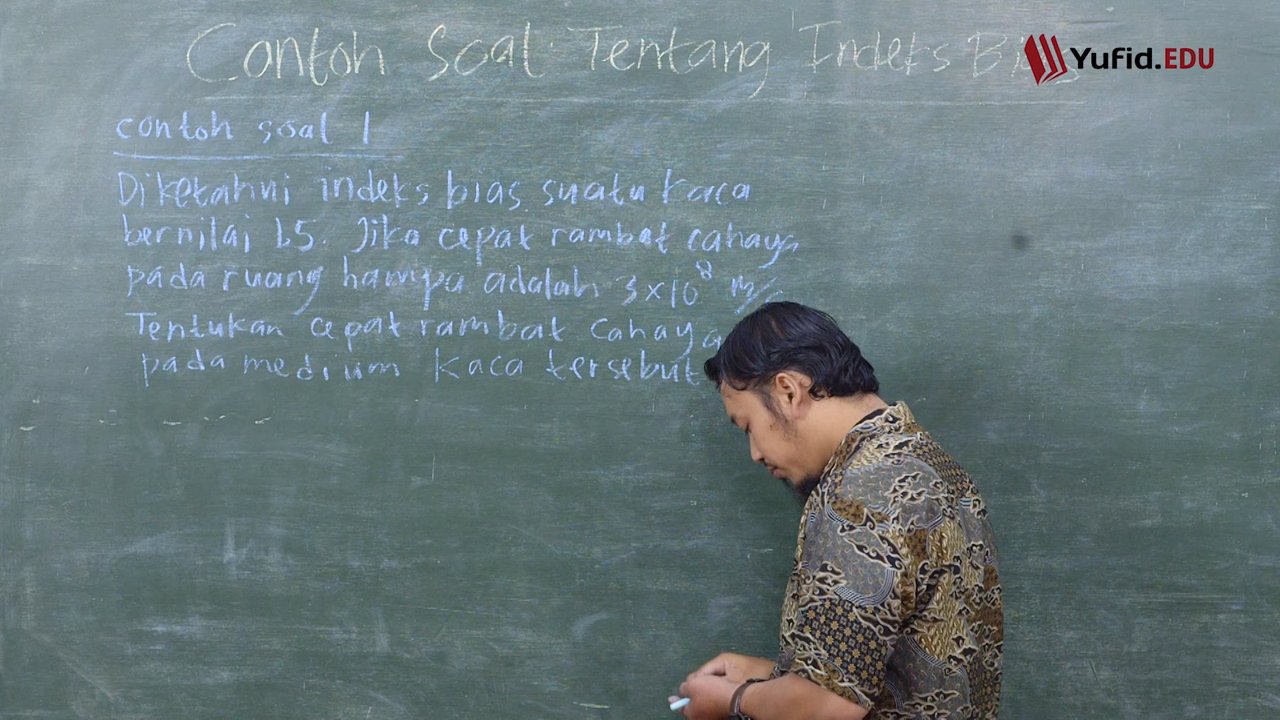 Contoh Soal Tentang Indeks
Yufid.EDU
contoh soal 1
Diketahui indeks bias suatu kaca
bernilai 1.5. Jika cepat rambat cahaya
pada ruang hampa adalah 3x10⁸ m/
Tentukan cepat rambat cahaya
pada medium kaca tersebut